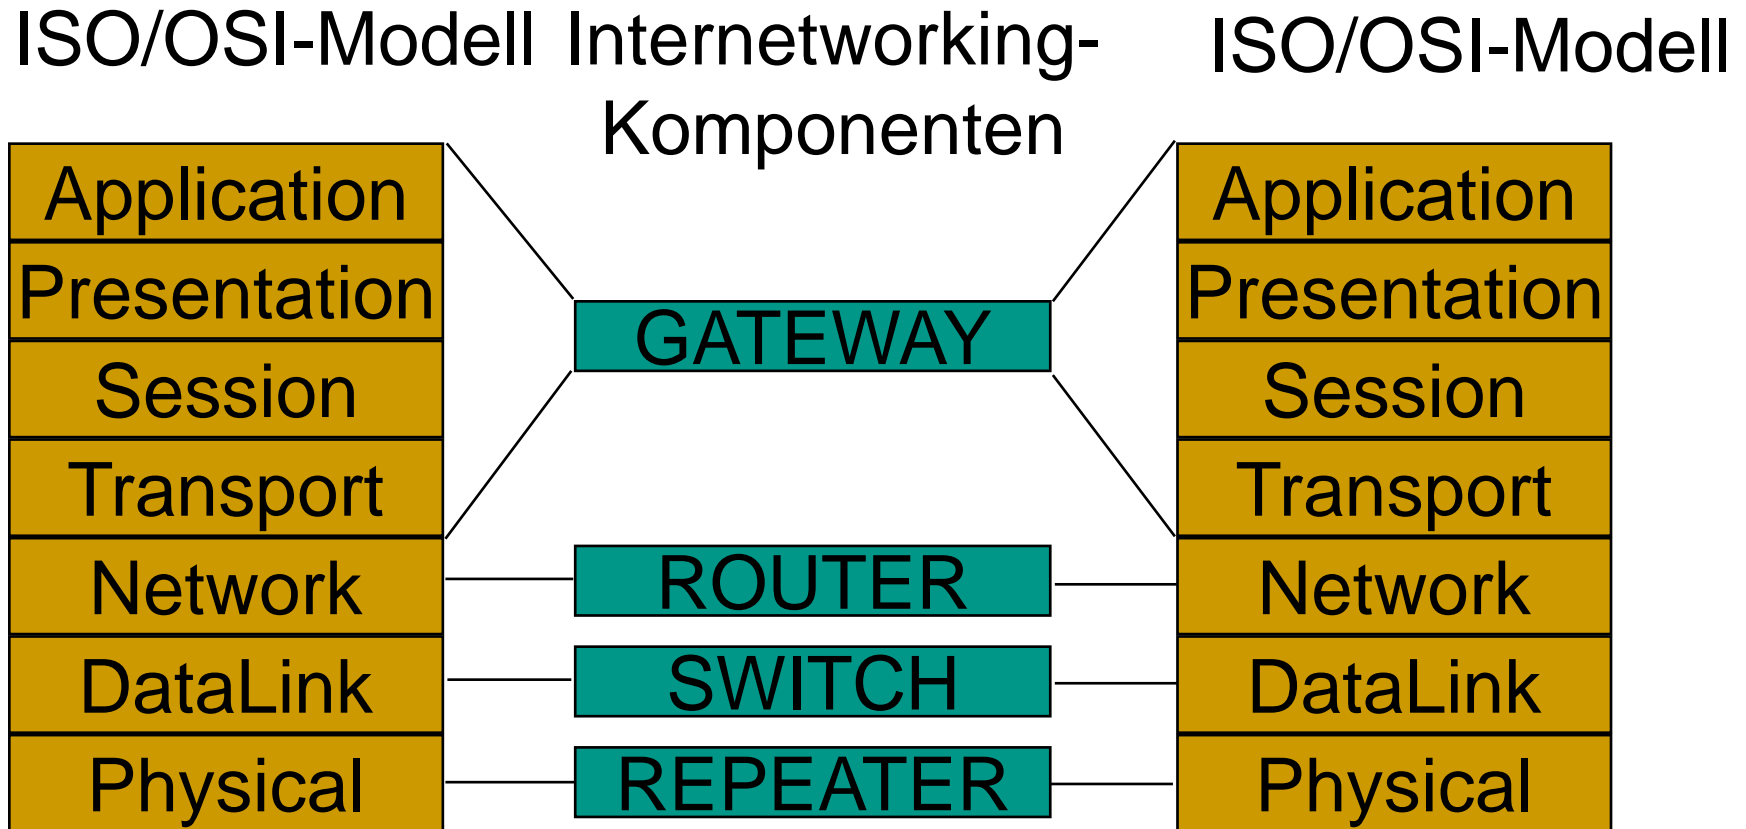 ISO/OSI-Modell
Internetworking-
Komponenten
ISO/OSI-Modell
Application
Presentation
Session
Transport
Network
DataLink
Physical
GATEWAY
ROUTER
SWITCH
REPEATER
Application
Presentation
Session
Transport
Network
DataLink
Physical